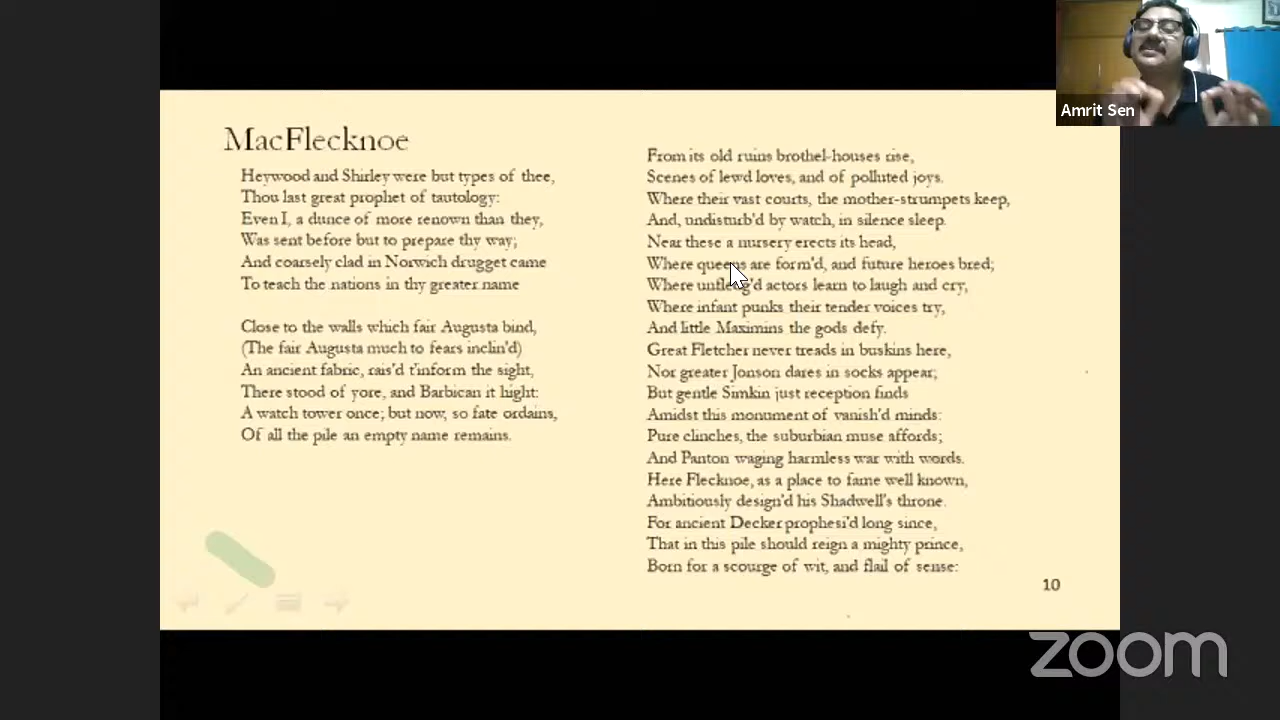 MacFlecknoe
Heywood and Shirley were but types of thee,
Thou last great prophet of tautology:
Even I, a dunce of more renown than they,
Was sent before but to prepare thy way;
And coarsely clad in Norwich drugget came
To teach the nations in thy greater name
Close to the walls which fair Augusta bind,
(The fair Augusta much to fears inclin'd)
An ancient fabric, rais'd t'inform the sight,
There stood of yore, and Barbican it hight:
A watch tower once; but now, so fate ordains,
Of all the pile an empty name remains.
From its old ruins brothel-houses rise,
Scenes of lewd loves, and of polluted joys.
Where their vast courts, the mother-strumpets keep,
And, undisturb'd by watch, in silence sleep.
Near these a nursery erects its head,
Where queens are form'd, and future heroes bred;
Where unfledg'd actors learn to laugh and cry,
Where infant punks their tender voices try,
And little Maximins the gods defy.
Great Fletcher never treads in buskins here,
Nor greater Jonson dares in socks appear;
But gentle Simkin just reception finds
Amidst this monument of vanish'd minds:
Pure clinches, the suburbian muse affords;
And Panton waging harmless war with words.
Here Flecknoe, as a place to fame well known,
Ambitiously design'd his Shadwell's throne.
For ancient Decker prophesi'd long since,
That in this pile should reign a mighty prince,
Born for a scourge of wit, and flail of sense:
10
Amrit Sen
zoom